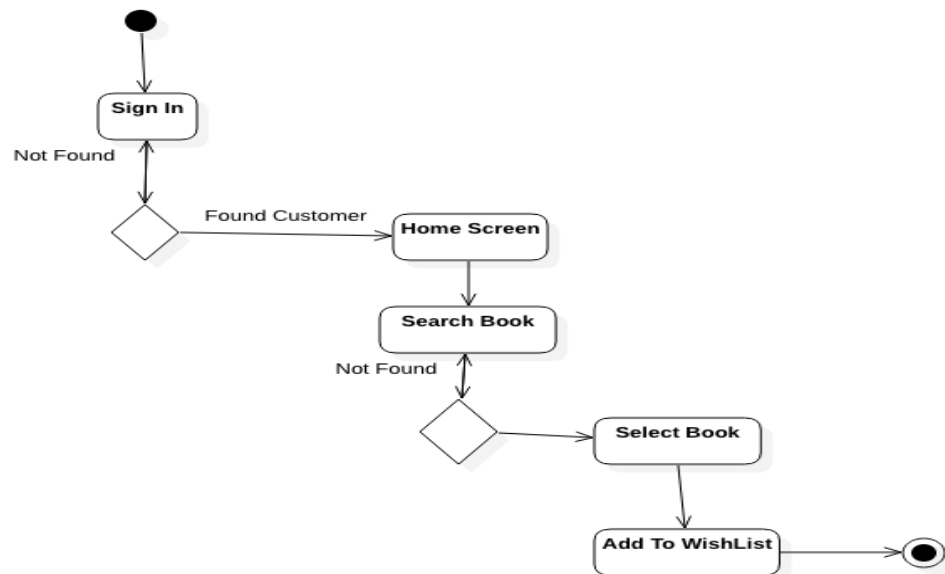 Sign In
Not Found
Found Customer
Home Screen
Search Book
Not Found
Select Book
Add To WishList